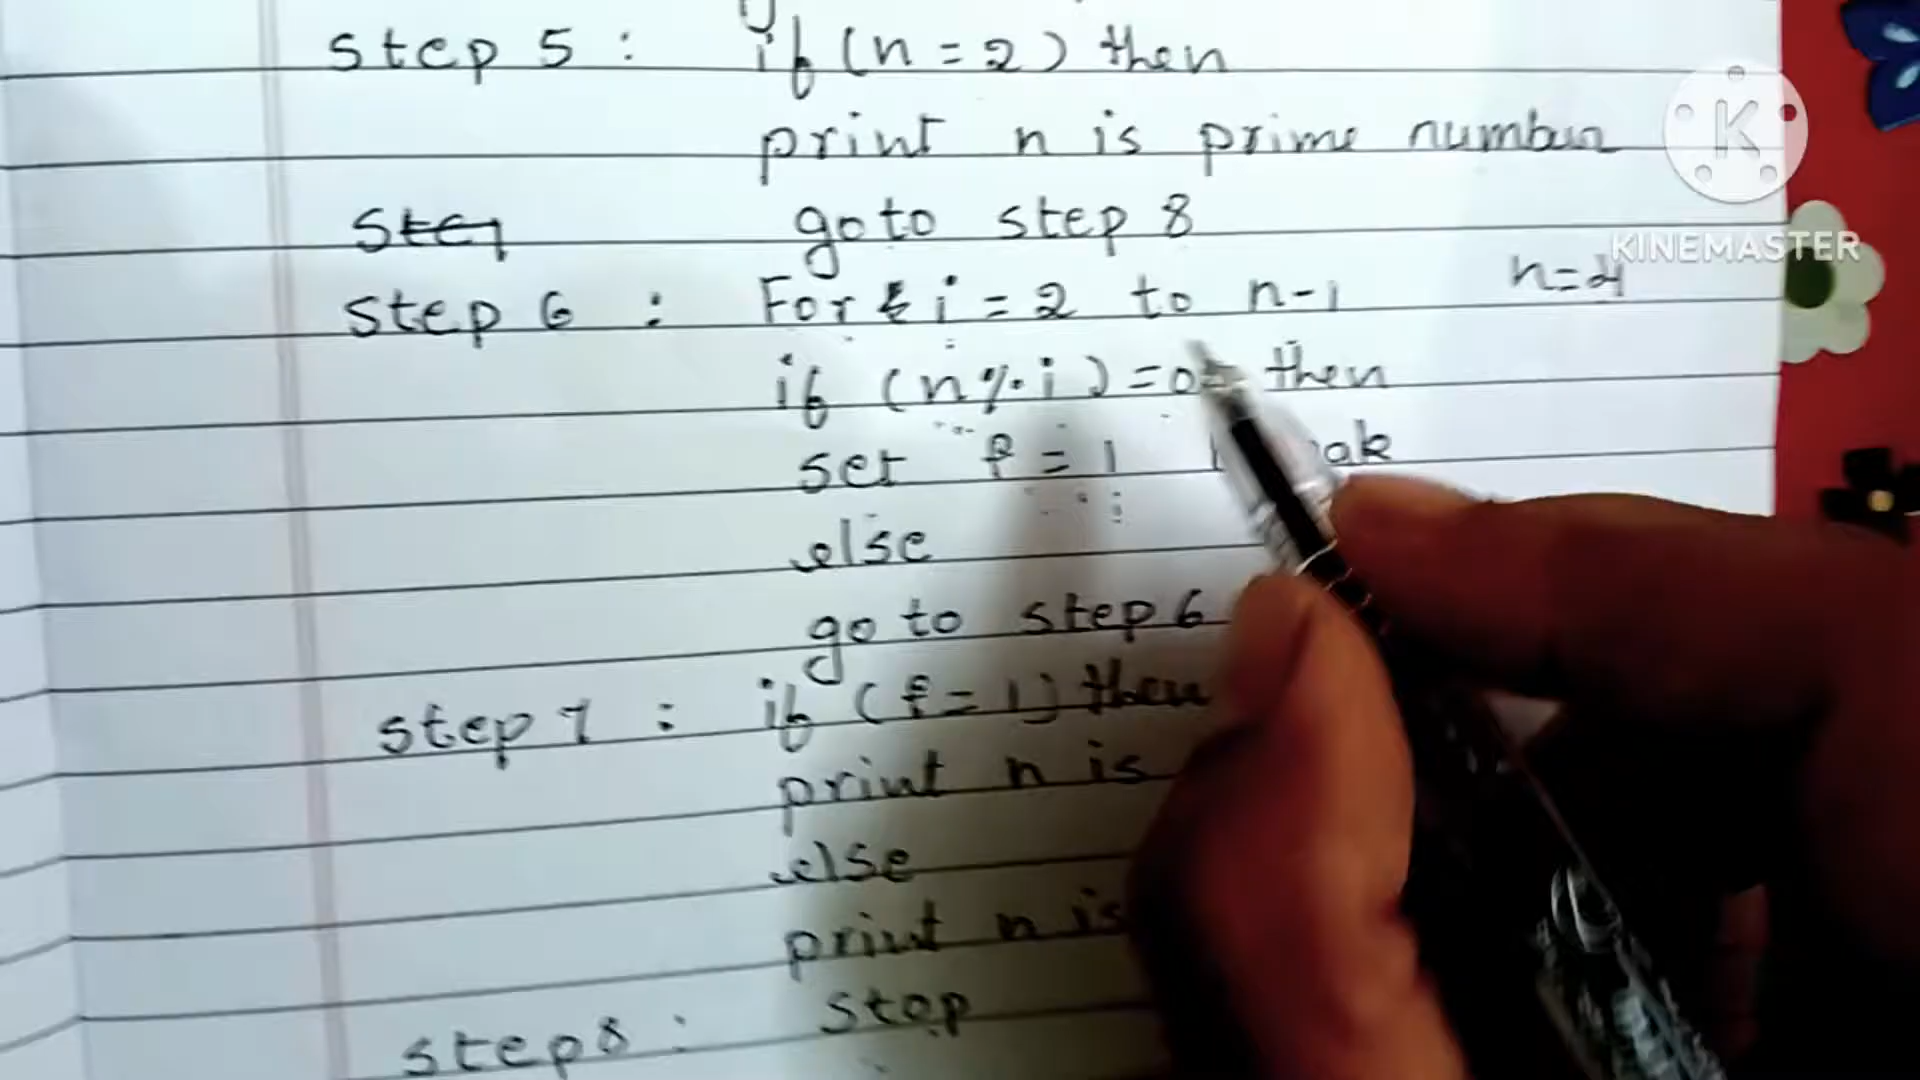 step 5 : if (n = 2) then
print n is prime number
ste goto step 8
step 6 : For i = 2 to n-1 n=4
if (n % i) = 0 then
set f = 1
else
go to step 6
step 7 : if (f = 1) then
print n is
else
print n is
step 8 : stop
KINEMASTER